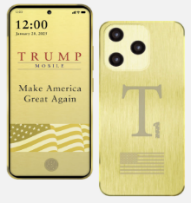 12:00
January 20, 2025
TRUMP
MOBILE
Make America
Great Again
T1